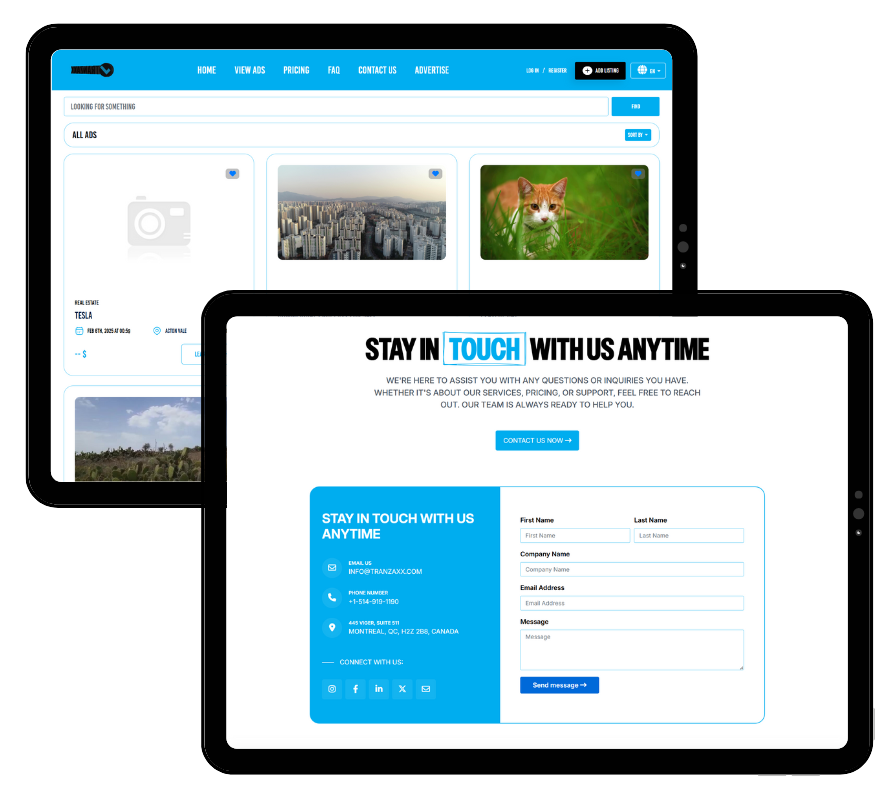 HOME VIEW ADS PRICING FAQ CONTACT US ADVERTISE LOG IN / REGISTER ADD LISTING EN
LOOKING FOR SOMETHING FIND
ALL ADS SORT BY
REAL ESTATE
TESLA
FEB 6TH, 2025 AT 00:59 ACTON VALE
-- $
STAY IN TOUCH WITH US ANYTIME
WE'RE HERE TO ASSIST YOU WITH ANY QUESTIONS OR INQUIRIES YOU HAVE.
WHETHER IT'S ABOUT OUR SERVICES, PRICING, OR SUPPORT, FEEL FREE TO REACH
OUT. OUR TEAM IS ALWAYS READY TO HELP YOU.
CONTACT US NOW →
STAY IN TOUCH WITH US
ANYTIME
EMAIL US
INFO@TRANZAXX.COM
PHONE NUMBER
+1-514-919-1190
445 VIGER, SUITE 511
MONTREAL, QC, H2Z 2B8, CANADA
CONNECT WITH US:
First Name Last Name
First Name Last Name
Company Name
Company Name
Email Address
Email Address
Message
Message
Send message →